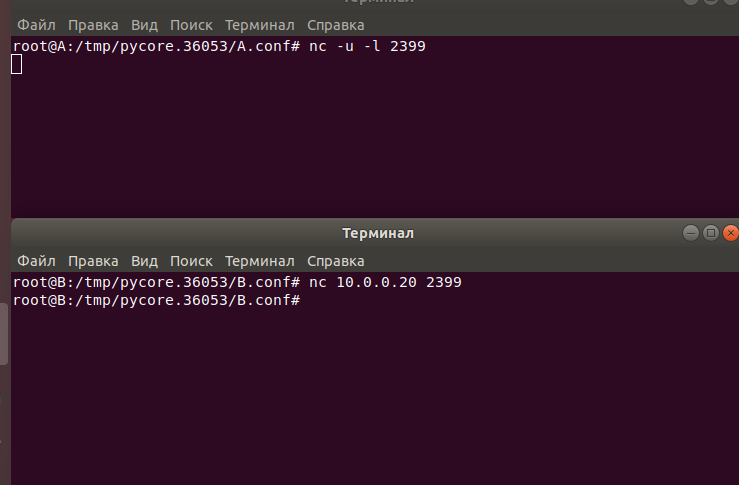 Терминал
Файл Правка Вид Поиск Терминал Справка
root@A:/tmp/pycore.36053/A.conf# nc -u -l 2399
Терминал
Файл Правка Вид Поиск Терминал Справка
root@B:/tmp/pycore.36053/B.conf# nc 10.0.0.20 2399
root@B:/tmp/pycore.36053/B.conf#